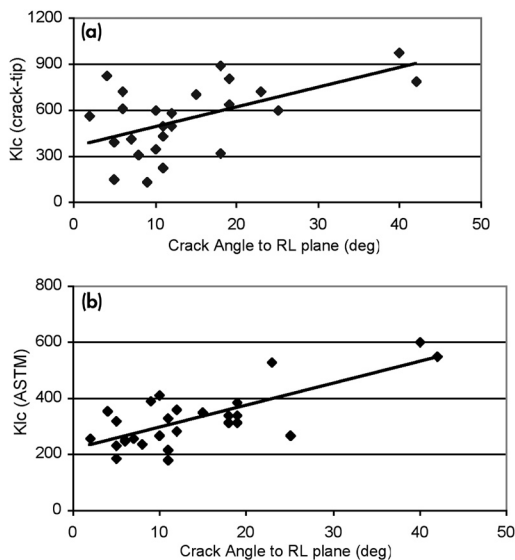 (a)
KIc (crack-tip)
1200
900
600
300
0
0 10 20 30 40 50
Crack Angle to RL plane (deg)
(b)
KIc (ASTM)
800
600
400
200
0
0 10 20 30 40 50
Crack Angle to RL plane (deg)